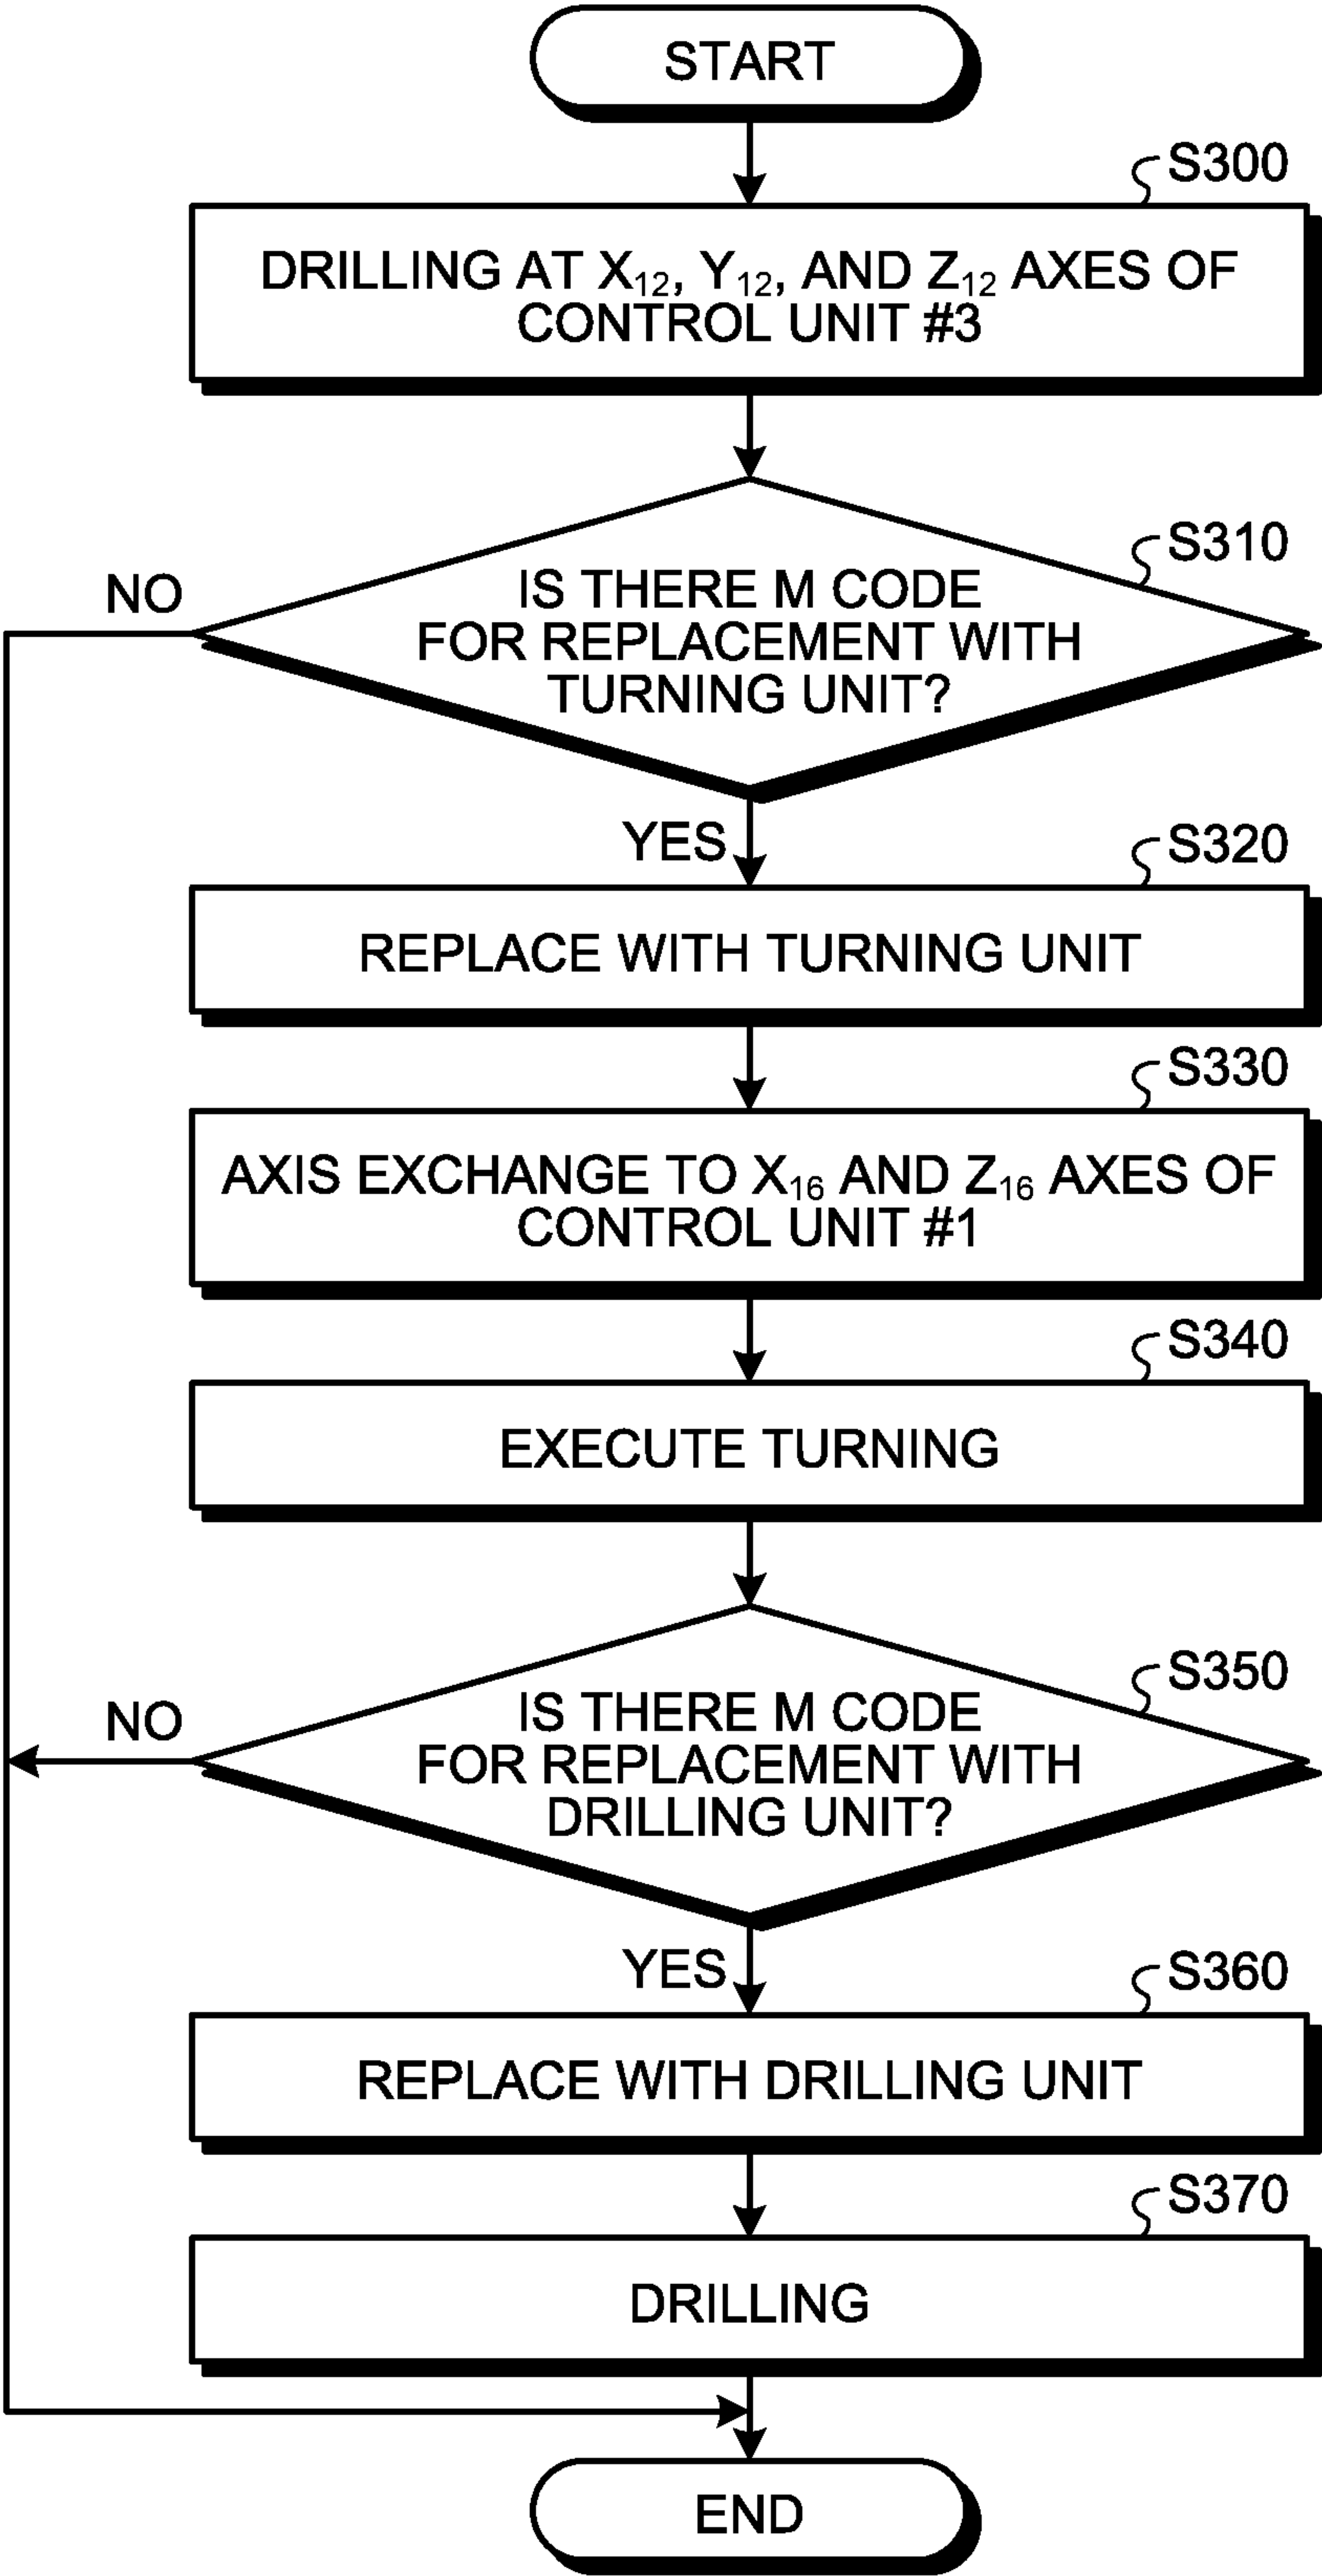 START
S300
DRILLING AT X₁₂, Y₁₂, AND Z₁₂ AXES OF
CONTROL UNIT #3
S310
NO
IS THERE M CODE
FOR REPLACEMENT WITH
TURNING UNIT?
YES
S320
REPLACE WITH TURNING UNIT
S330
AXIS EXCHANGE TO X₁₆ AND Z₁₆ AXES OF
CONTROL UNIT #1
S340
EXECUTE TURNING
S350
NO
IS THERE M CODE
FOR REPLACEMENT WITH
DRILLING UNIT?
YES
S360
REPLACE WITH DRILLING UNIT
S370
DRILLING
END